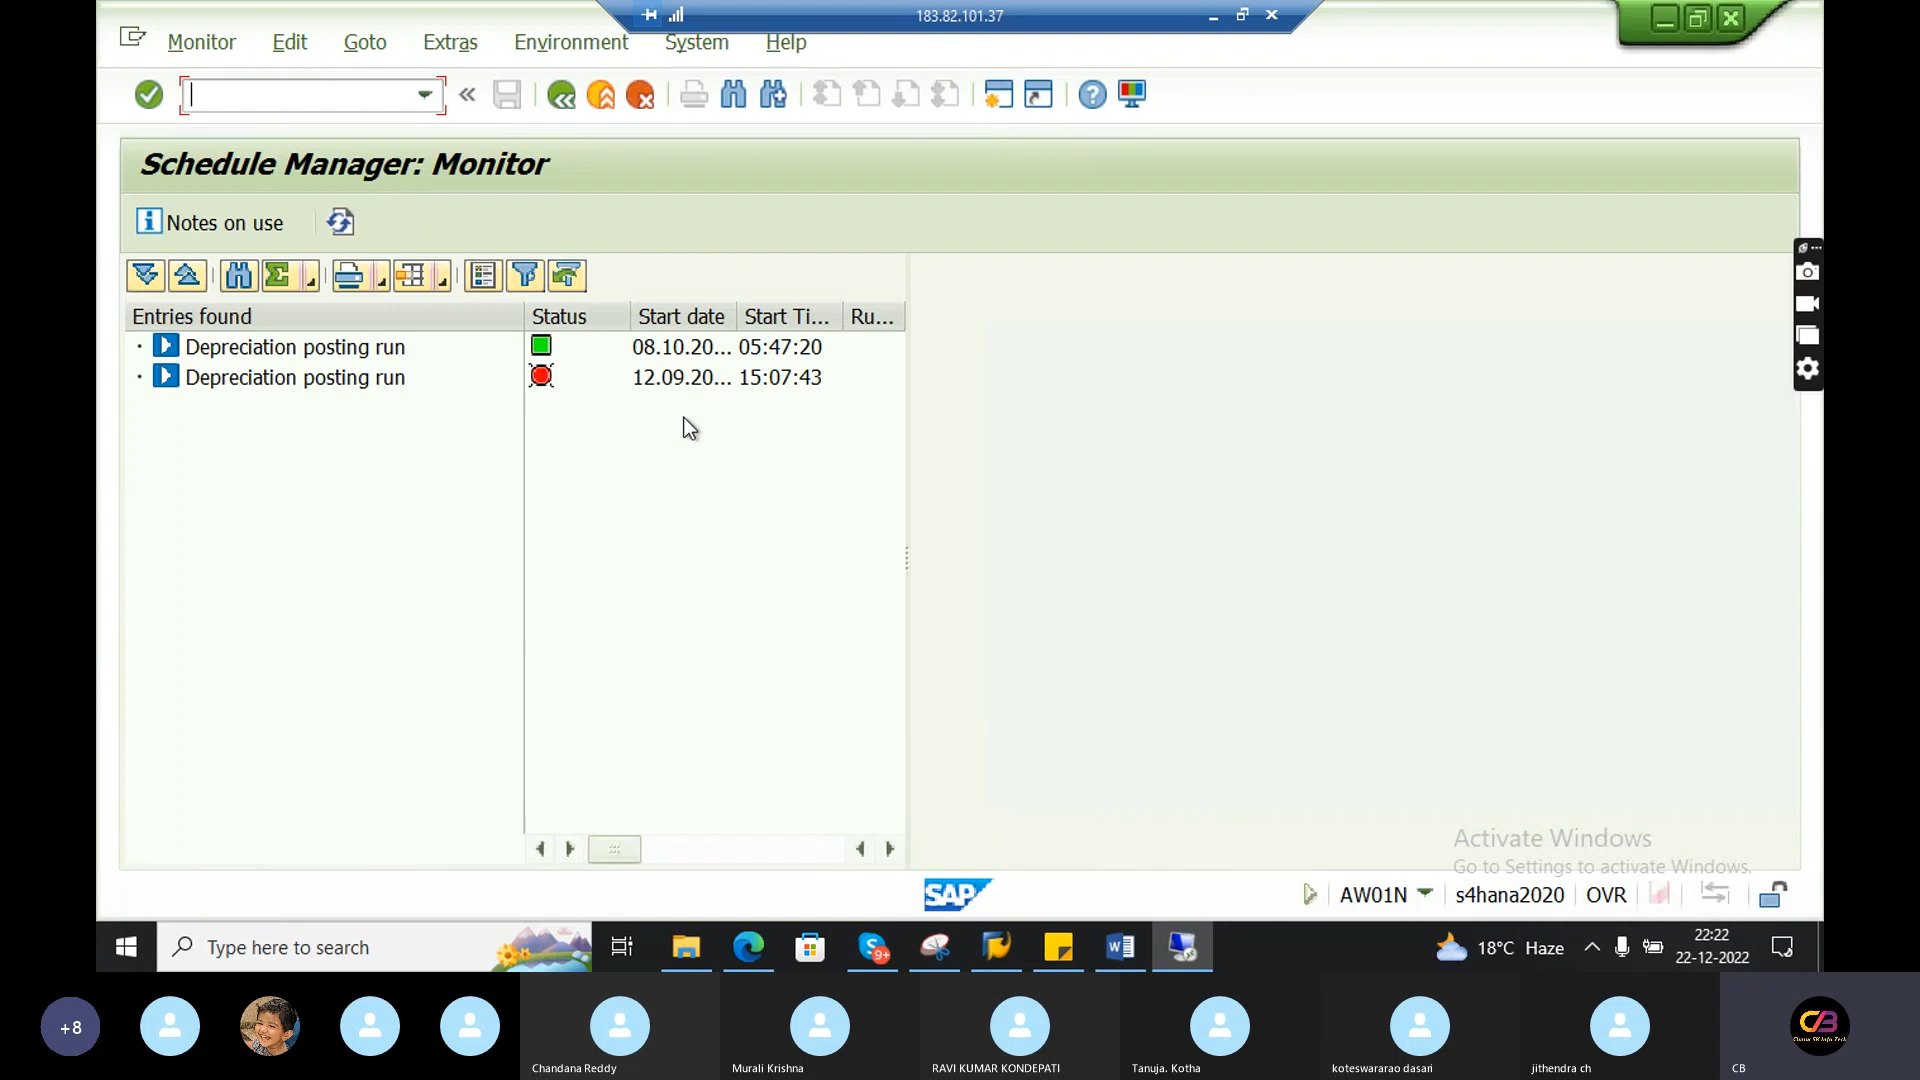 183.82.101.37
Monitor Edit Goto Extras Environment System Help
Schedule Manager: Monitor
Notes on use
Entries found Status Start date Start Ti... Ru...
Depreciation posting run 08.10.20... 05:47:20
Depreciation posting run 12.09.20... 15:07:43
Activate Windows
Go to Settings to activate Windows.
SAP AW01N s4hana2020 OVR
Type here to search 9+ 18°C Haze 22:22
22-12-2022
+8
CB
Chandana Reddy Murali Krishna RAVI KUMAR KONDEPATI Tanuja. Kotha koteswararao dasari jithendra ch CB